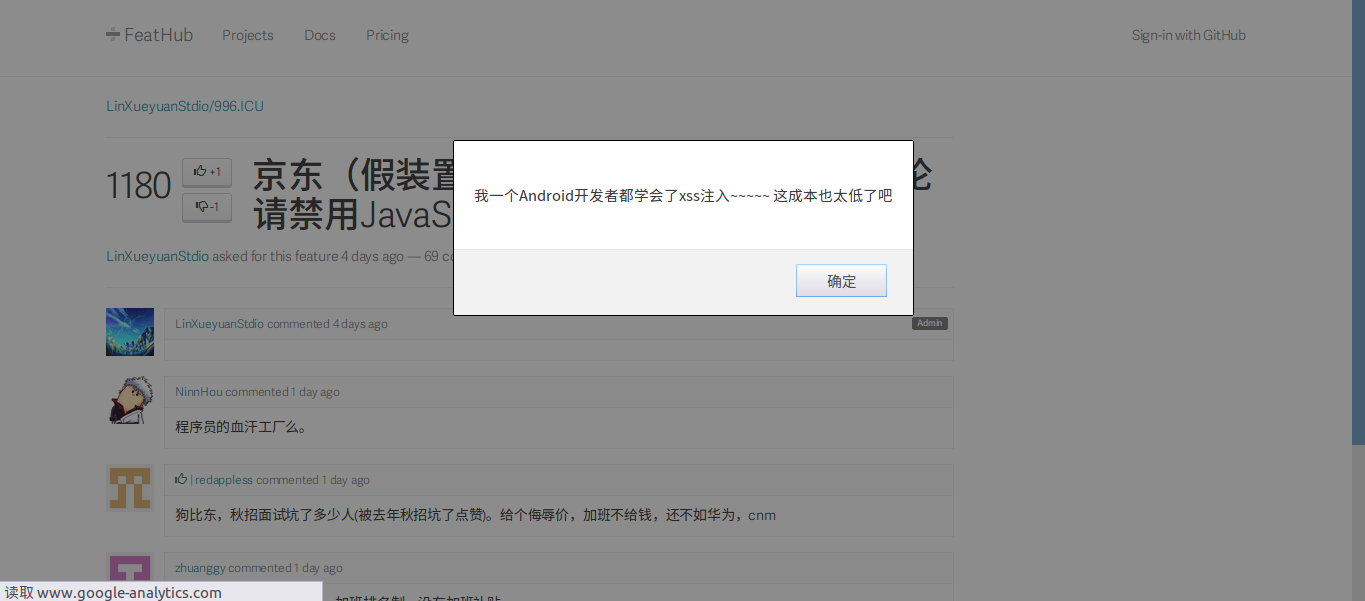 FeatHub Projects Docs Pricing Sign-in with GitHub
LinXueyuanStdio/996.ICU
1180
+1
-1
京东（假装置
论
请禁用JavaS
LinXueyuanStdio asked for this feature 4 days ago — 69 co
我一个Android开发者都学会了xss注入~~~~~ 这成本也太低了吧
确定
LinXueyuanStdio commented 4 days ago Admin
NinnHou commented 1 day ago
程序员的血汗工厂么。
| redappless commented 1 day ago
狗比东，秋招面试坑了多少人(被去年秋招坑了点赞)。给个侮辱价，加班不给钱，还不如华为，cnm
zhuanggy commented 1 day ago
读取 www.google-analytics.com